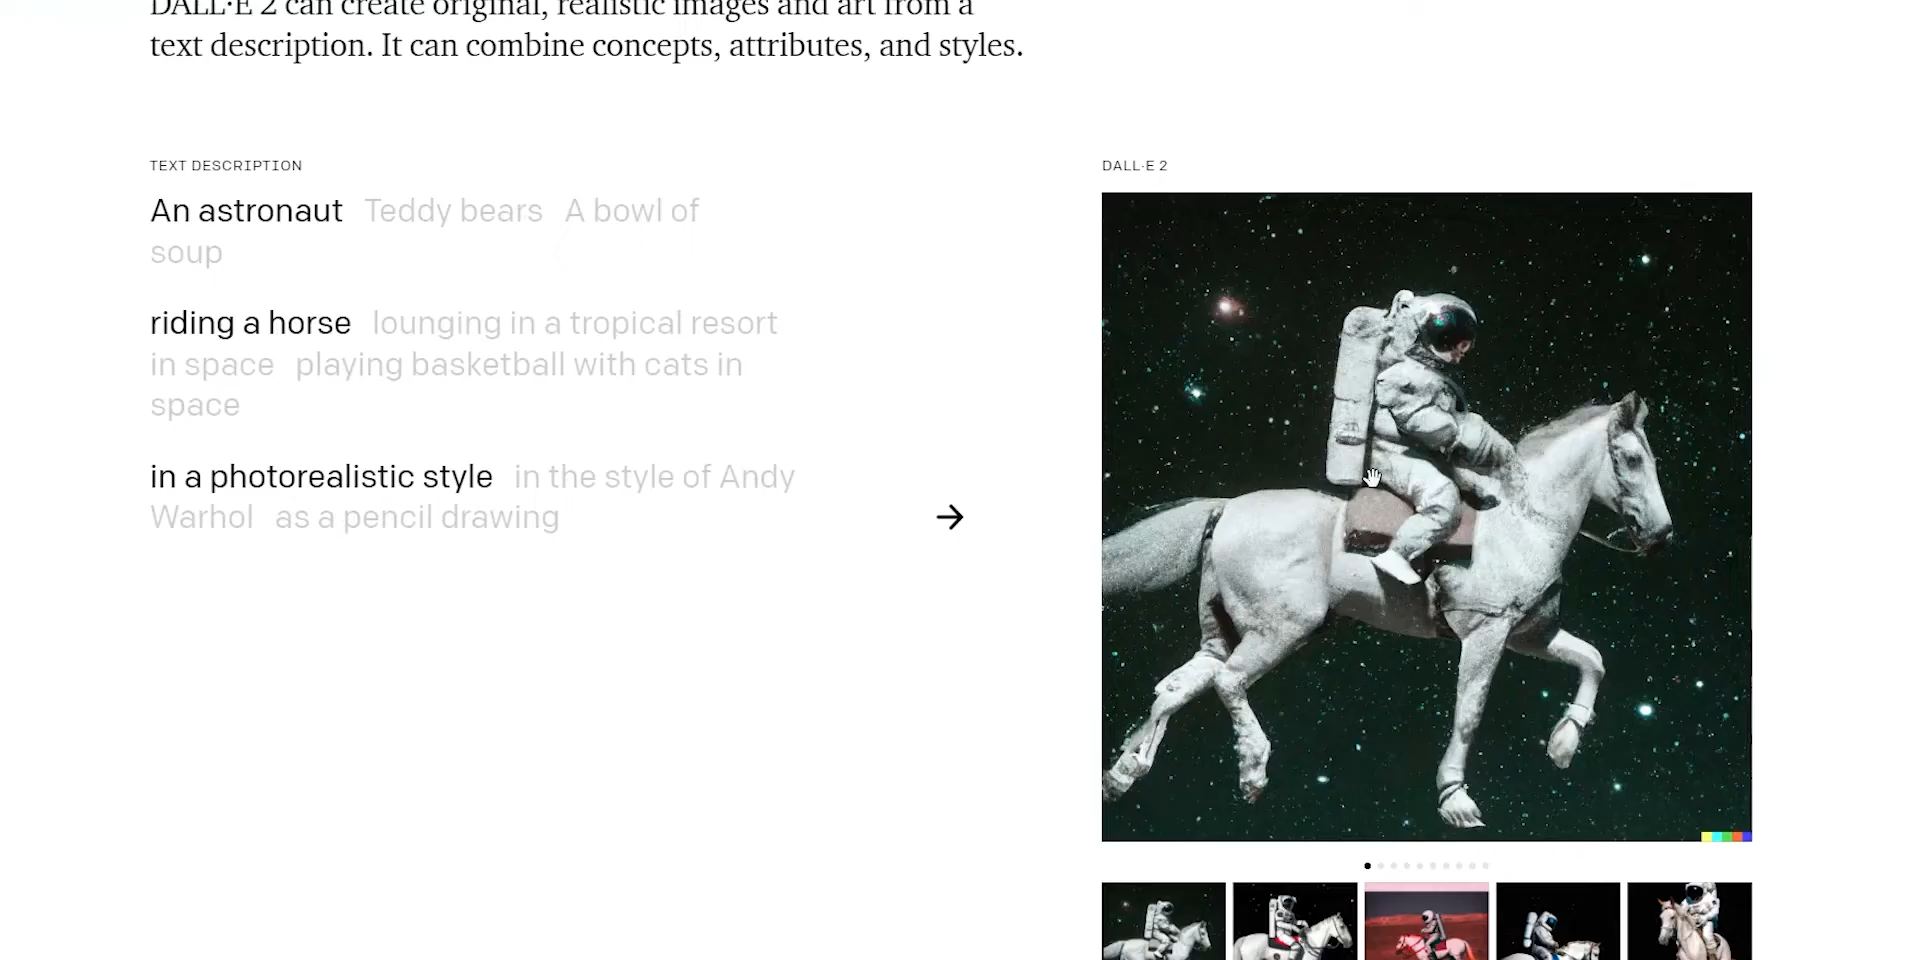 DALL·E 2 can create original, realistic images and art from a
text description. It can combine concepts, attributes, and styles.
TEXT DESCRIPTION
An astronaut Teddy bears A bowl of
soup
riding a horse lounging in a tropical resort
in space playing basketball with cats in
space
in a photorealistic style in the style of Andy
Warhol as a pencil drawing
DALL·E 2